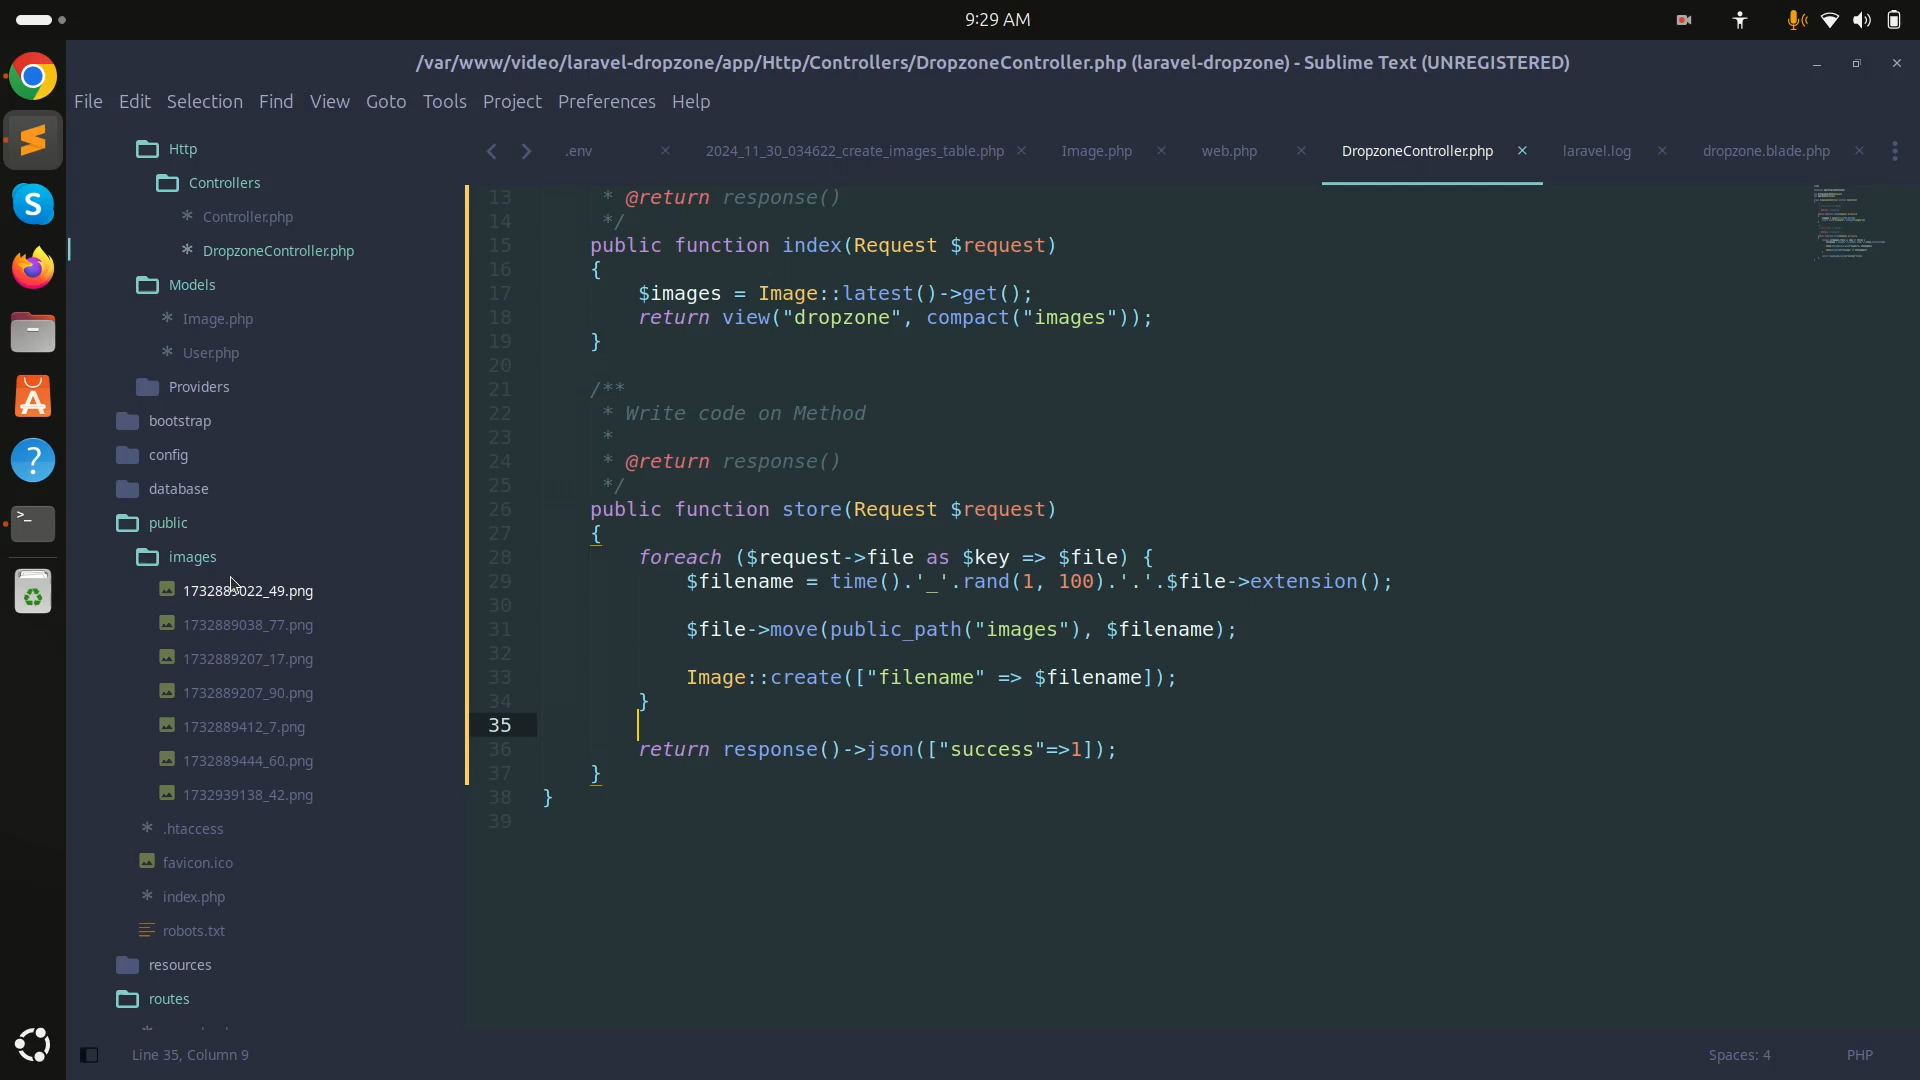 9:29 AM
/var/www/video/laravel-dropzone/app/Http/Controllers/DropzoneController.php (laravel-dropzone) - Sublime Text (UNREGISTERED)
File Edit Selection Find View Goto Tools Project Preferences Help
Http
Controllers
Controller.php
DropzoneController.php
Models
Image.php
User.php
Providers
bootstrap
config
database
public
images
1732889022_49.png
1732889038_77.png
1732889207_17.png
1732889207_90.png
1732889412_7.png
1732889444_60.png
1732939138_42.png
.htaccess
favicon.ico
index.php
robots.txt
resources
routes
.env 2024_11_30_034622_create_images_table.php Image.php web.php DropzoneController.php laravel.log dropzone.blade.php
13 * @return response()
14 */
15 public function index(Request $request)
16 {
17 $images = Image::latest()->get();
18 return view("dropzone", compact("images"));
19 }
20
21 /**
22 * Write code on Method
23 *
24 * @return response()
25 */
26 public function store(Request $request)
27 {
28 foreach ($request->file as $key => $file) {
29 $filename = time().'_'.rand(1, 100).'.'.$file->extension();
30
31 $file->move(public_path("images"), $filename);
32
33 Image::create(["filename" => $filename]);
34 }
35
36 return response()->json(["success"=>1]);
37 }
38 }
39
Line 35, Column 9
Spaces: 4
PHP